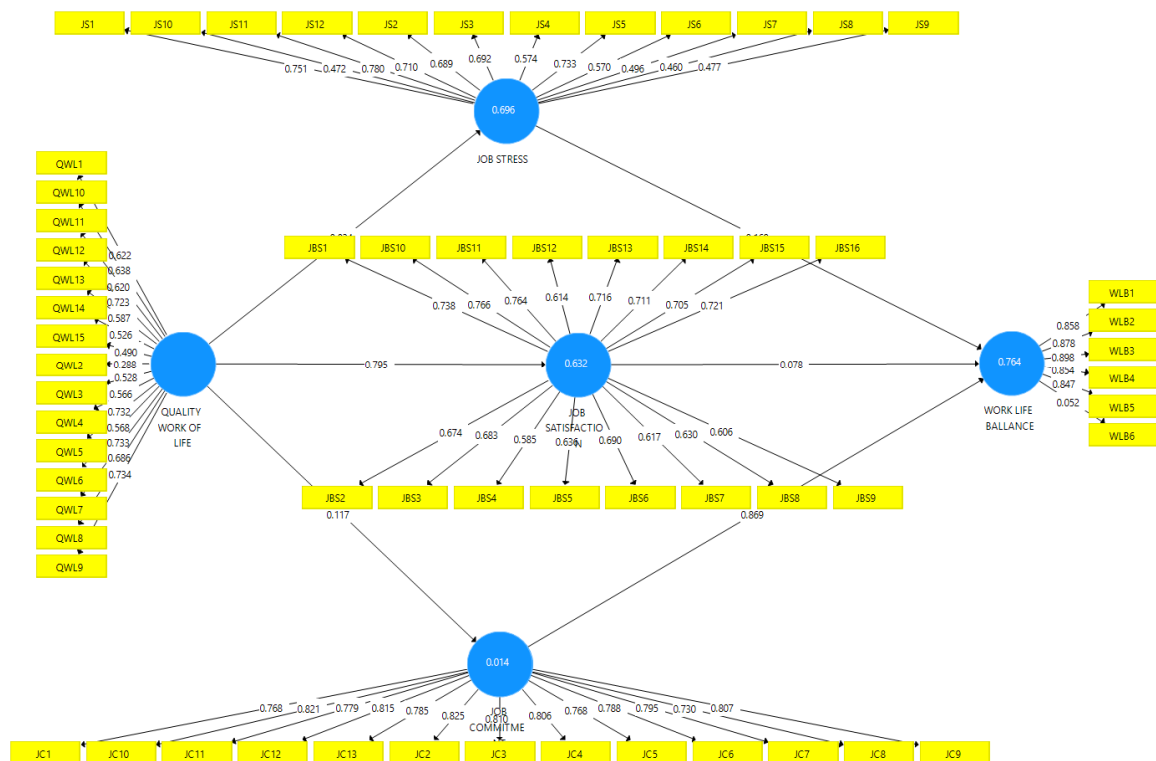 JS1 JS10 JS11 JS12 JS2 JS3 JS4 JS5 JS6 JS7 JS8 JS9
0.751 0.472 0.780 0.710 0.689 0.692 0.574 0.733 0.570 0.496 0.460 0.477
0.696
JOB STRESS
QWL1
QWL10
QWL11
QWL12
QWL13
QWL14
QWL15
QWL2
QWL3
QWL4
QWL5
QWL6
QWL7
QWL8
QWL9
0.622
0.638
0.620
0.723
0.587
0.526
0.490
0.288
0.528
0.566
0.732
0.568
0.733
0.686
0.734
QUALITY
WORK OF
LIFE
JBS1 JBS10 JBS11 JBS12 JBS13 JBS14 JBS15 JBS16
0.738 0.766 0.764 0.614 0.716 0.711 0.705 0.721
0.795
0.632
0.078
JOB
SATISFACTIO
N
0.674 0.683 0.585 0.636 0.690 0.617 0.630 0.606
JBS2 JBS3 JBS4 JBS5 JBS6 JBS7 JBS8 JBS9
0.117
0.869
0.764
WORK LIFE
BALLANCE
0.858
0.878
0.898
0.854
0.847
0.052
WLB1
WLB2
WLB3
WLB4
WLB5
WLB6
0.014
JOB
COMMITME
0.768 0.821 0.779 0.815 0.785 0.825 0.810 0.806 0.768 0.788 0.795 0.730 0.807
JC1 JC10 JC11 JC12 JC13 JC2 JC3 JC4 JC5 JC6 JC7 JC8 JC9